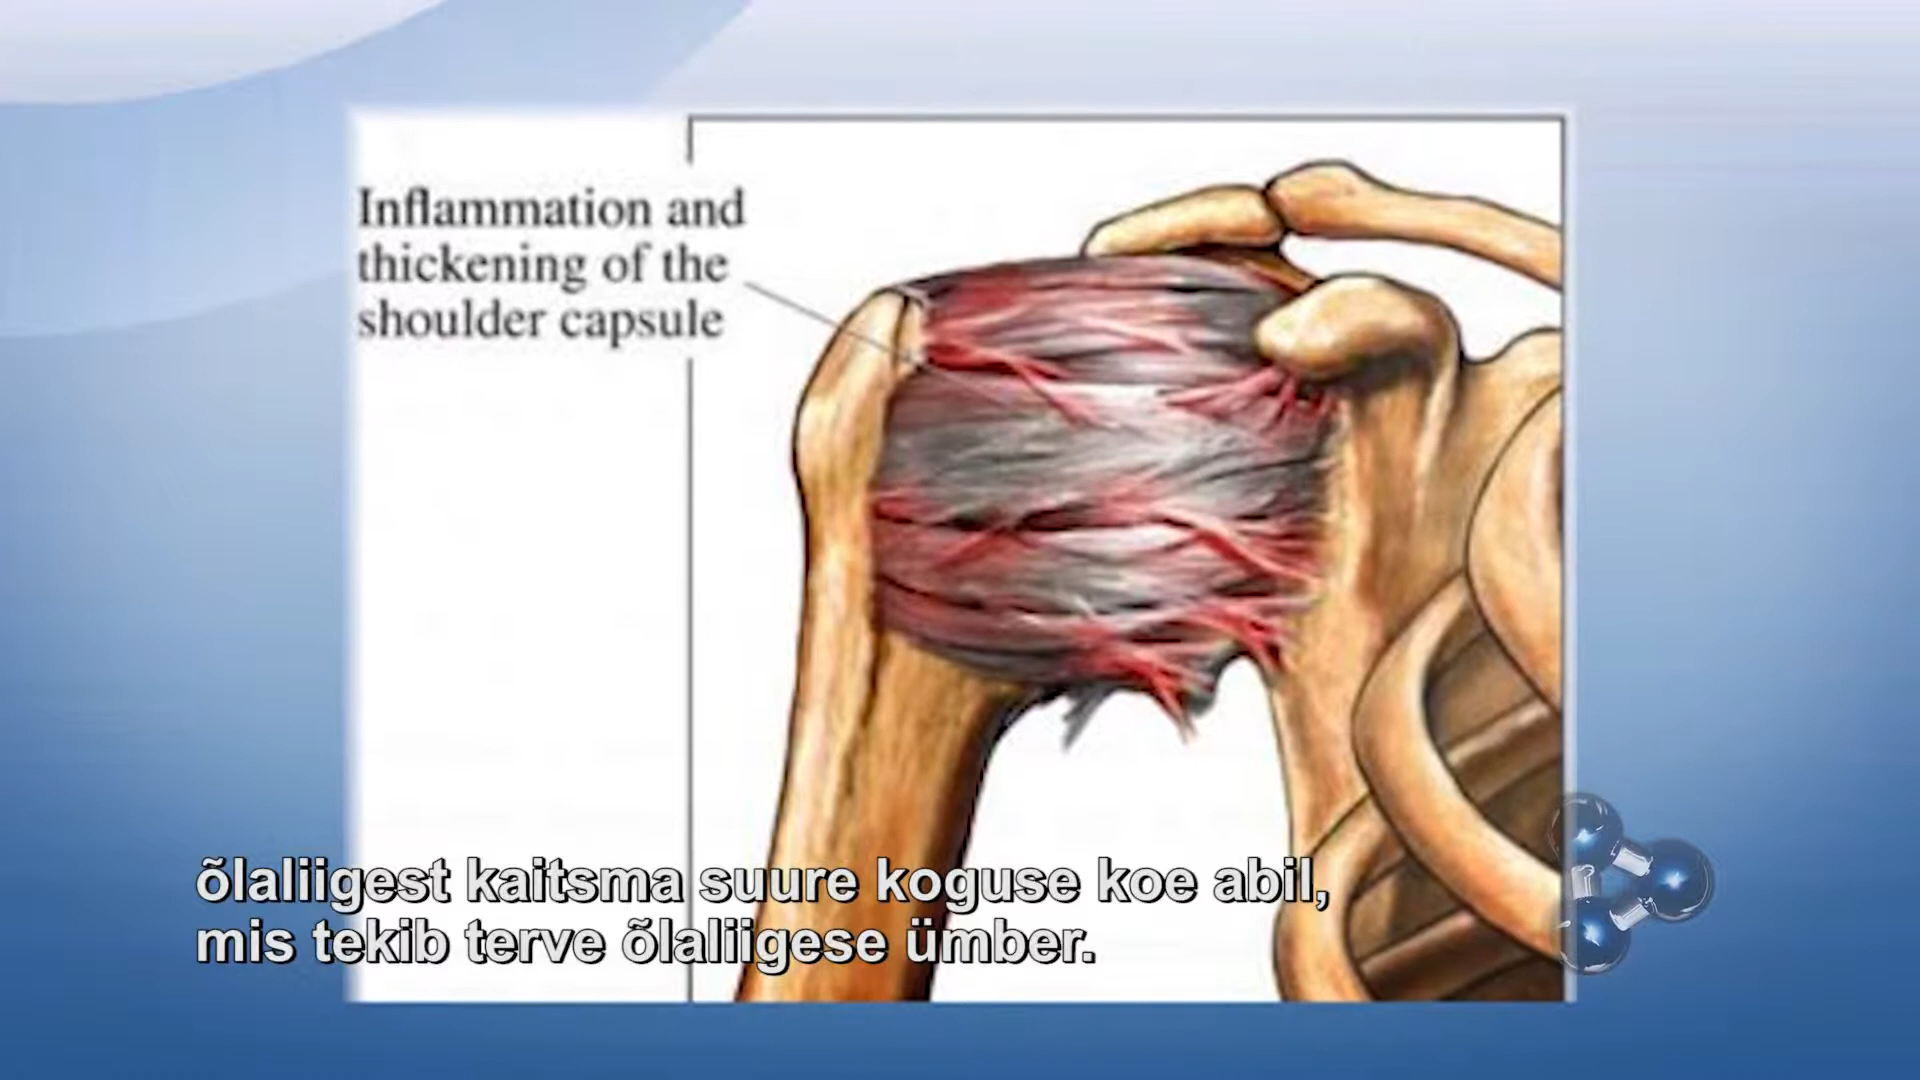 Inflammation and
thickening of the
shoulder capsule
õlaliigest kaitsma suure koguse koe abil,
mis tekib terve õlaliigese ümber.